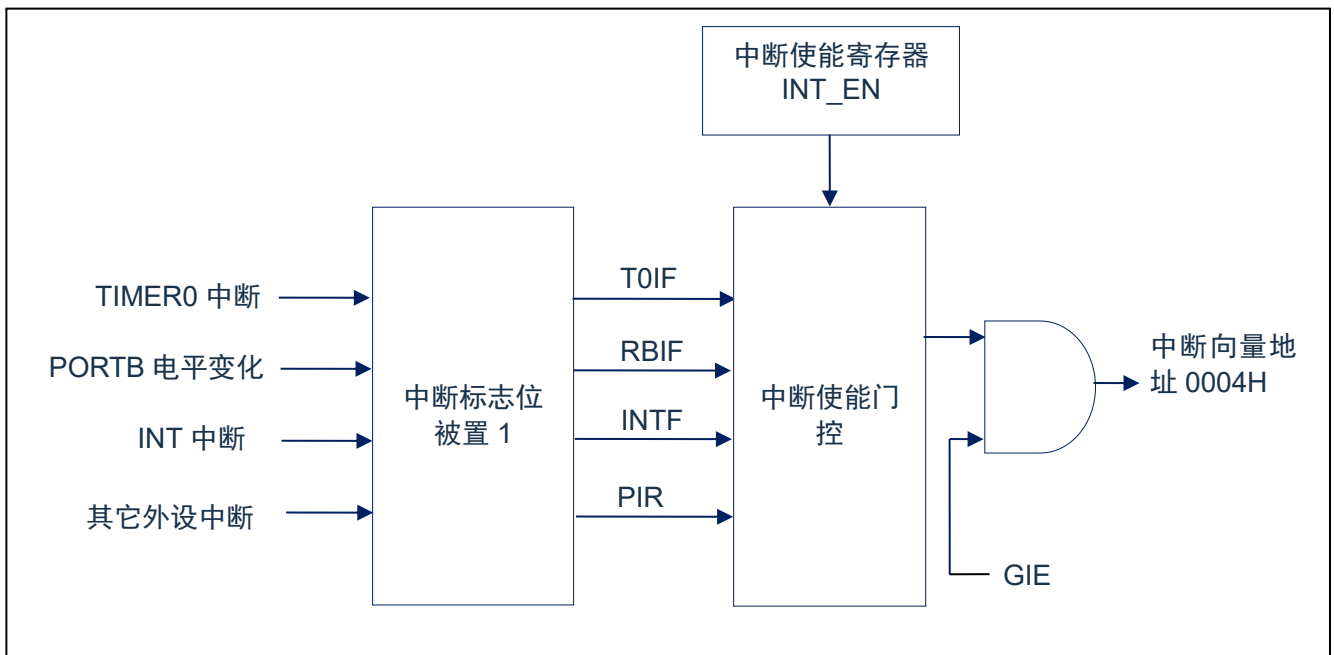 中断使能寄存器
INT_EN
TIMER0 中断
PORTB 电平变化
INT 中断
其它外设中断
中断标志位
被置 1
T0IF
RBIF
INTF
PIR
中断使能门
控
中断向量地
址 0004H
GIE